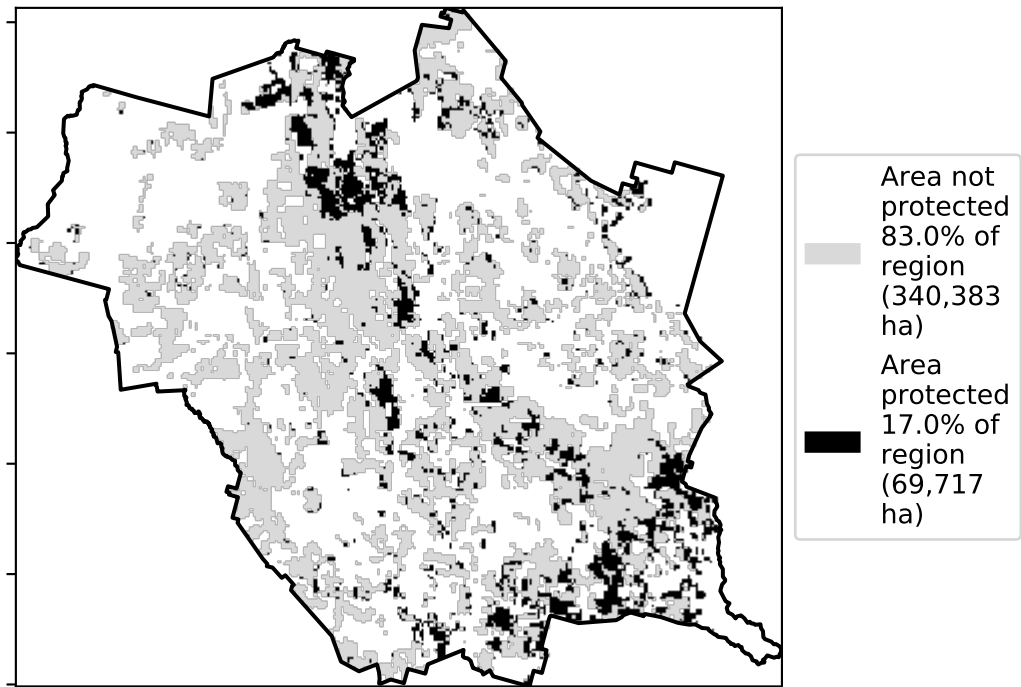 Area not
protected
83.0% of
region
(340,383
ha)
Area
protected
17.0% of
region
(69,717
ha)